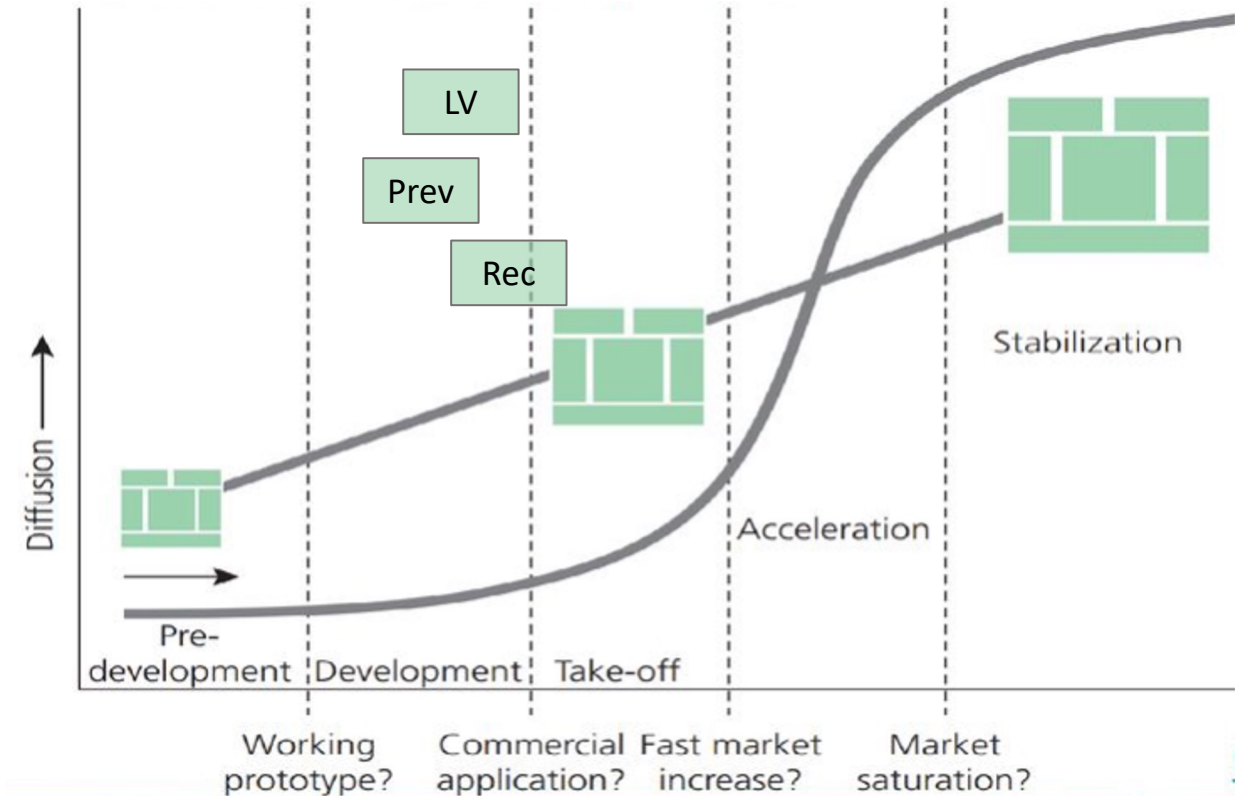 LV
Prev
Rec
Stabilization
Diffusion
Acceleration
Pre-
development
Development
Take-off
Working
prototype?
Commercial
application?
Fast market
increase?
Market
saturation?